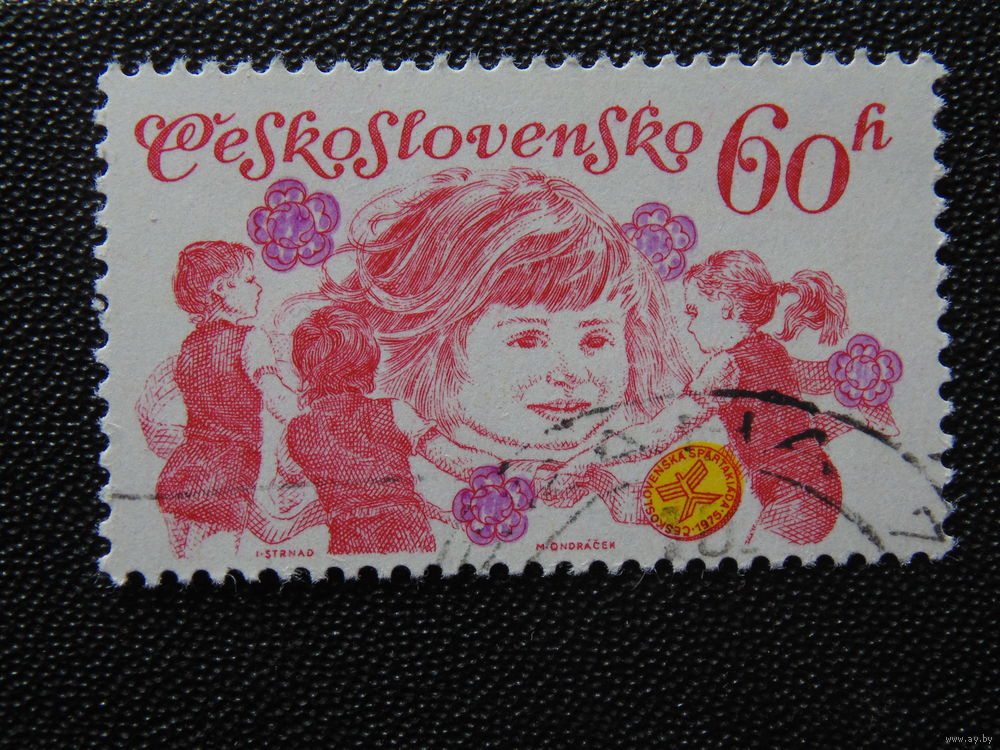 Československo 60h
ČESKOSLOVENSKÁ SPARTAKIÁDA · 1975 ·
I. STRNAD
M. ONDRÁČEK
www.ay.by